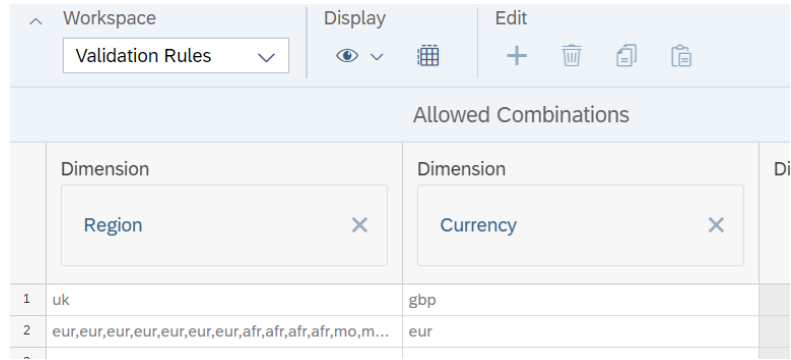 Workspace Display Edit
Validation Rules
Allowed Combinations
Dimension Dimension Di
Region Currency
1 uk gbp
2 eur,eur,eur,eur,eur,eur,eur,afr,afr,afr,afr,mo,m... eur